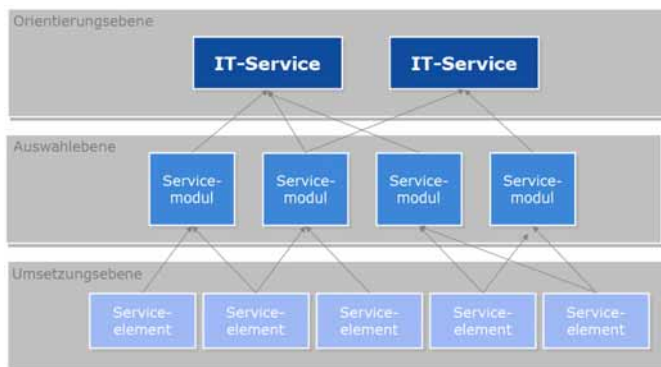 Orientierungsebene
IT-Service
IT-Service
Auswahlebene
Service-
modul
Service-
modul
Service-
modul
Service-
modul
Umsetzungsebene
Service-
element
Service-
element
Service-
element
Service-
element
Service-
element